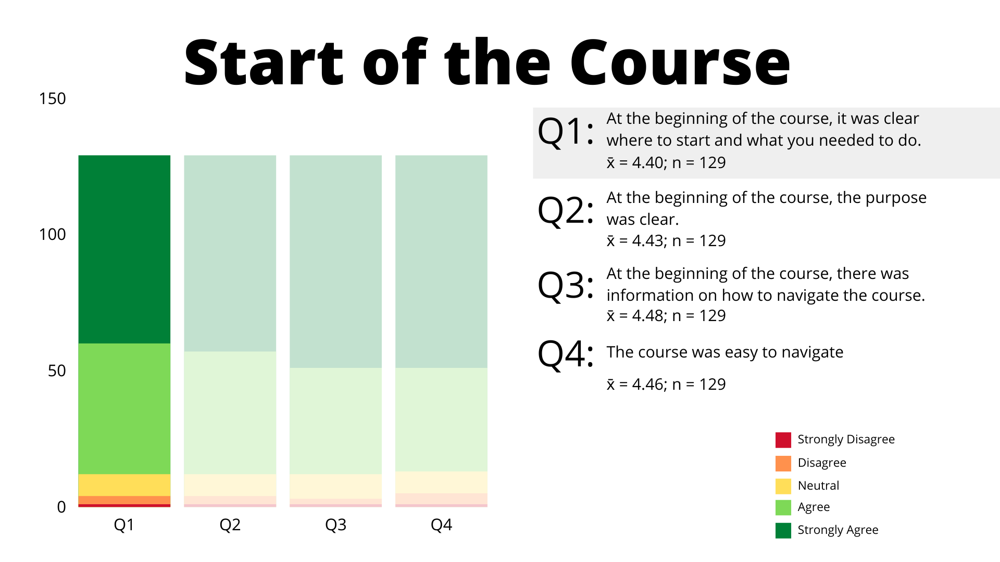 Start of the Course
150
100
50
0
Q1
Q2
Q3
Q4
Q1:
At the beginning of the course, it was clear
where to start and what you needed to do.
x̄ = 4.40; n = 129
Q2:
At the beginning of the course, the purpose
was clear.
x̄ = 4.43; n = 129
Q3:
At the beginning of the course, there was
information on how to navigate the course.
x̄ = 4.48; n = 129
Q4:
The course was easy to navigate
x̄ = 4.46; n = 129
Strongly Disagree
Disagree
Neutral
Agree
Strongly Agree